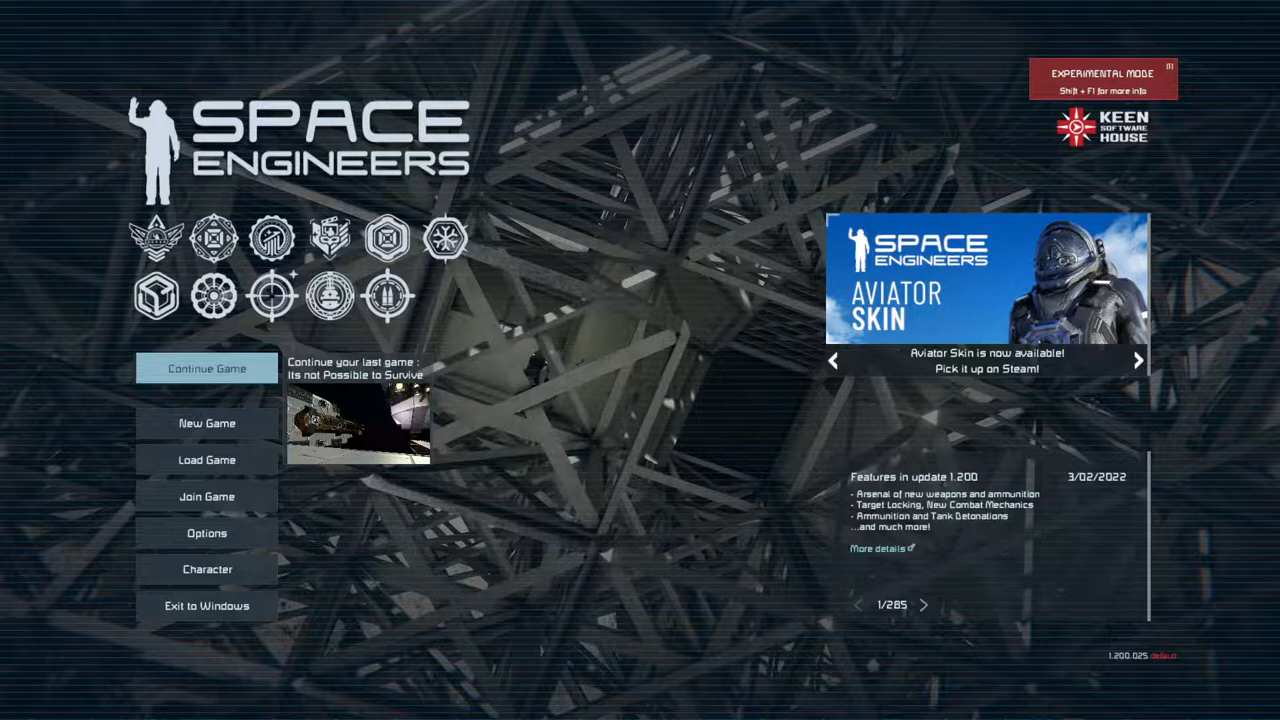 EXPERIMENTAL MODE
[1]
Shift + F1 for more info
KEEN
SOFTWARE
HOUSE
SPACE
ENGINEERS
SPACE
ENGINEERS
AVIATOR
SKIN
Aviator Skin is now available!
Pick it up on Steam!
Continue Game
Continue your last game :
Its not Possible to Survive
New Game
Load Game
Join Game
Options
Character
Exit to Windows
Features in update 1.200
3/02/2022
- Arsenal of new weapons and ammunition
- Target Locking, New Combat Mechanics
- Ammunition and Tank Detonations
...and much more!
More details
1/285
1.200.025 default